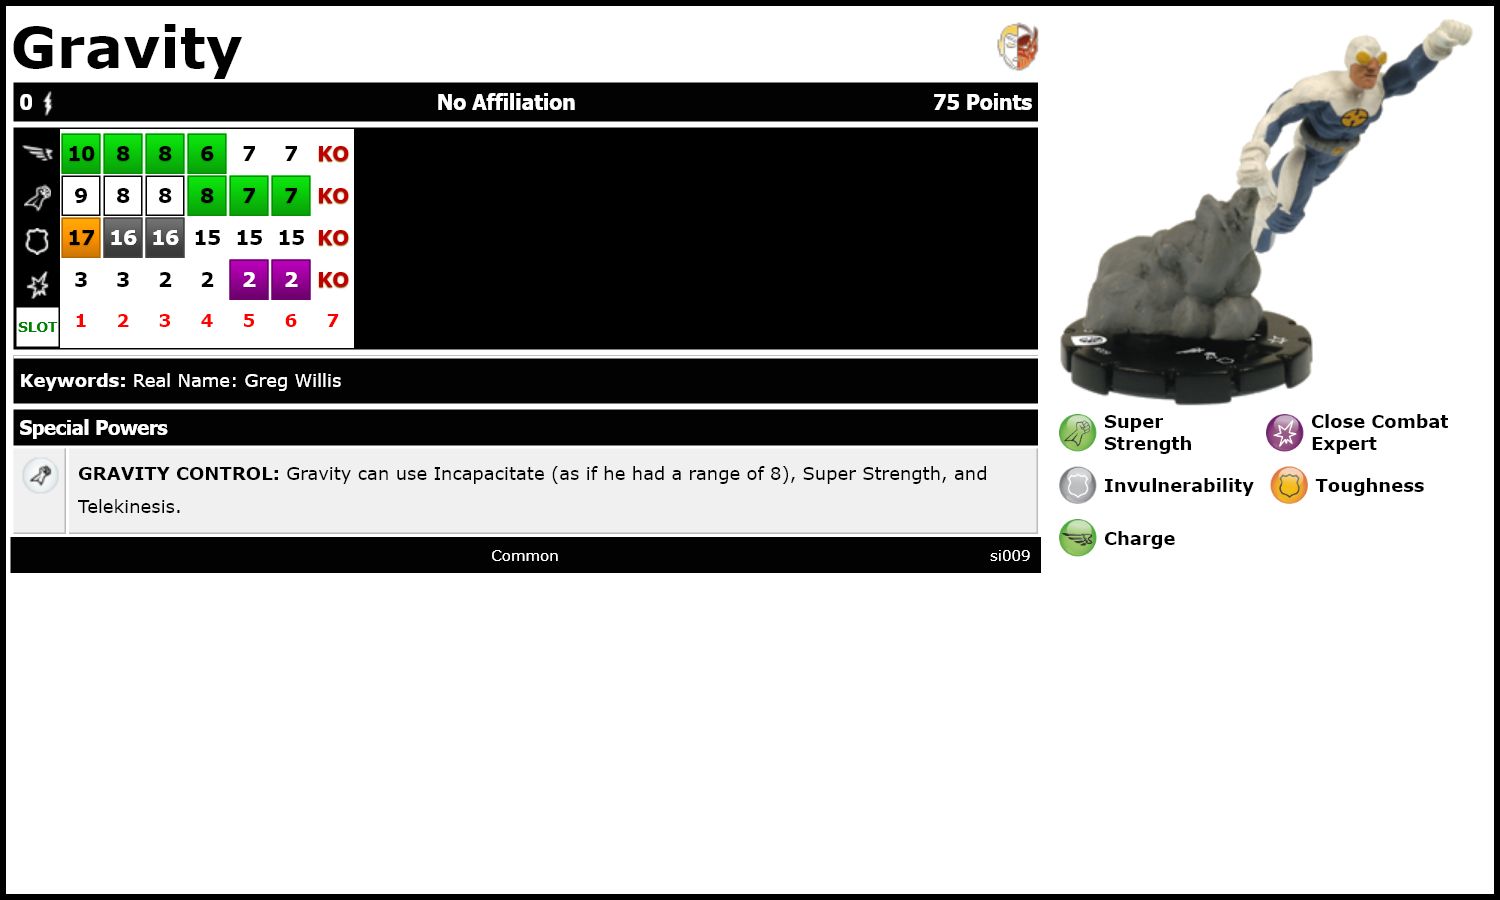 Gravity
0 No Affiliation 75 Points
10 8 8 6 7 7 KO
9 8 8 8 7 7 KO
17 16 16 15 15 15 KO
3 3 2 2 2 2 KO
SLOT 1 2 3 4 5 6 7
Keywords: Real Name: Greg Willis
Special Powers
GRAVITY CONTROL: Gravity can use Incapacitate (as if he had a range of 8), Super Strength, and
Telekinesis.
Common si009
Super
Strength
Close Combat
Expert
Invulnerability
Toughness
Charge